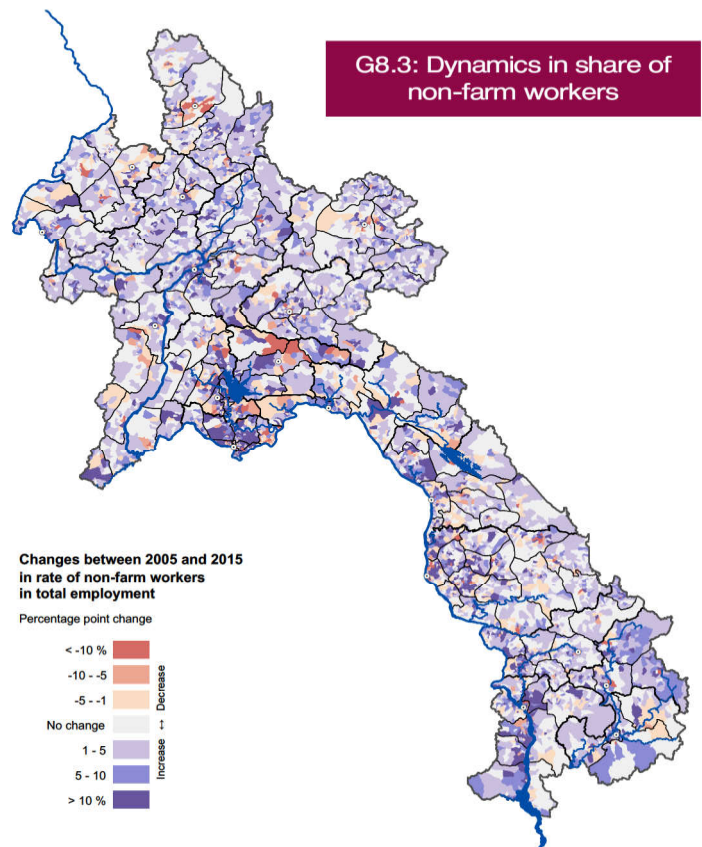 G8.3: Dynamics in share of
non-farm workers
Changes between 2005 and 2015
in rate of non-farm workers
in total employment
Percentage point change
< -10 %
-10 - -5
-5 - -1
No change
1 - 5
5 - 10
> 10 %
Decrease
↔
Increase